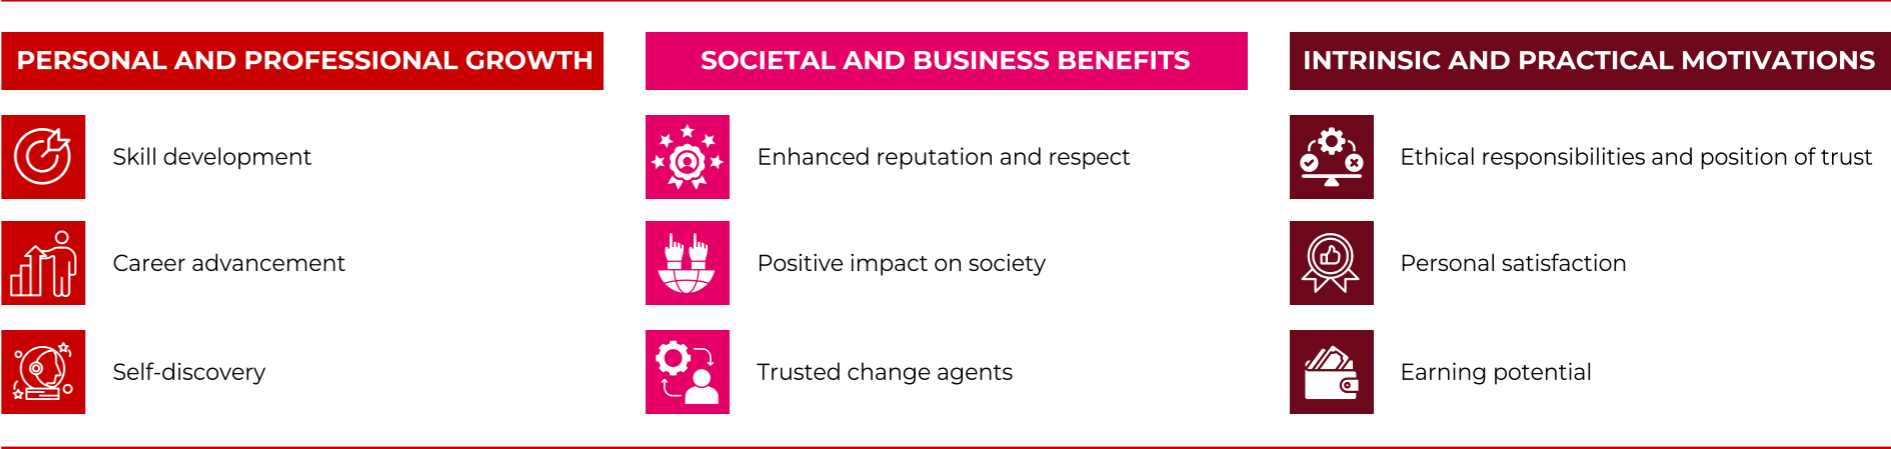 PERSONAL AND PROFESSIONAL GROWTH
Skill development
Career advancement
Self-discovery
SOCIETAL AND BUSINESS BENEFITS
Enhanced reputation and respect
Positive impact on society
Trusted change agents
INTRINSIC AND PRACTICAL MOTIVATIONS
Ethical responsibilities and position of trust
Personal satisfaction
Earning potential